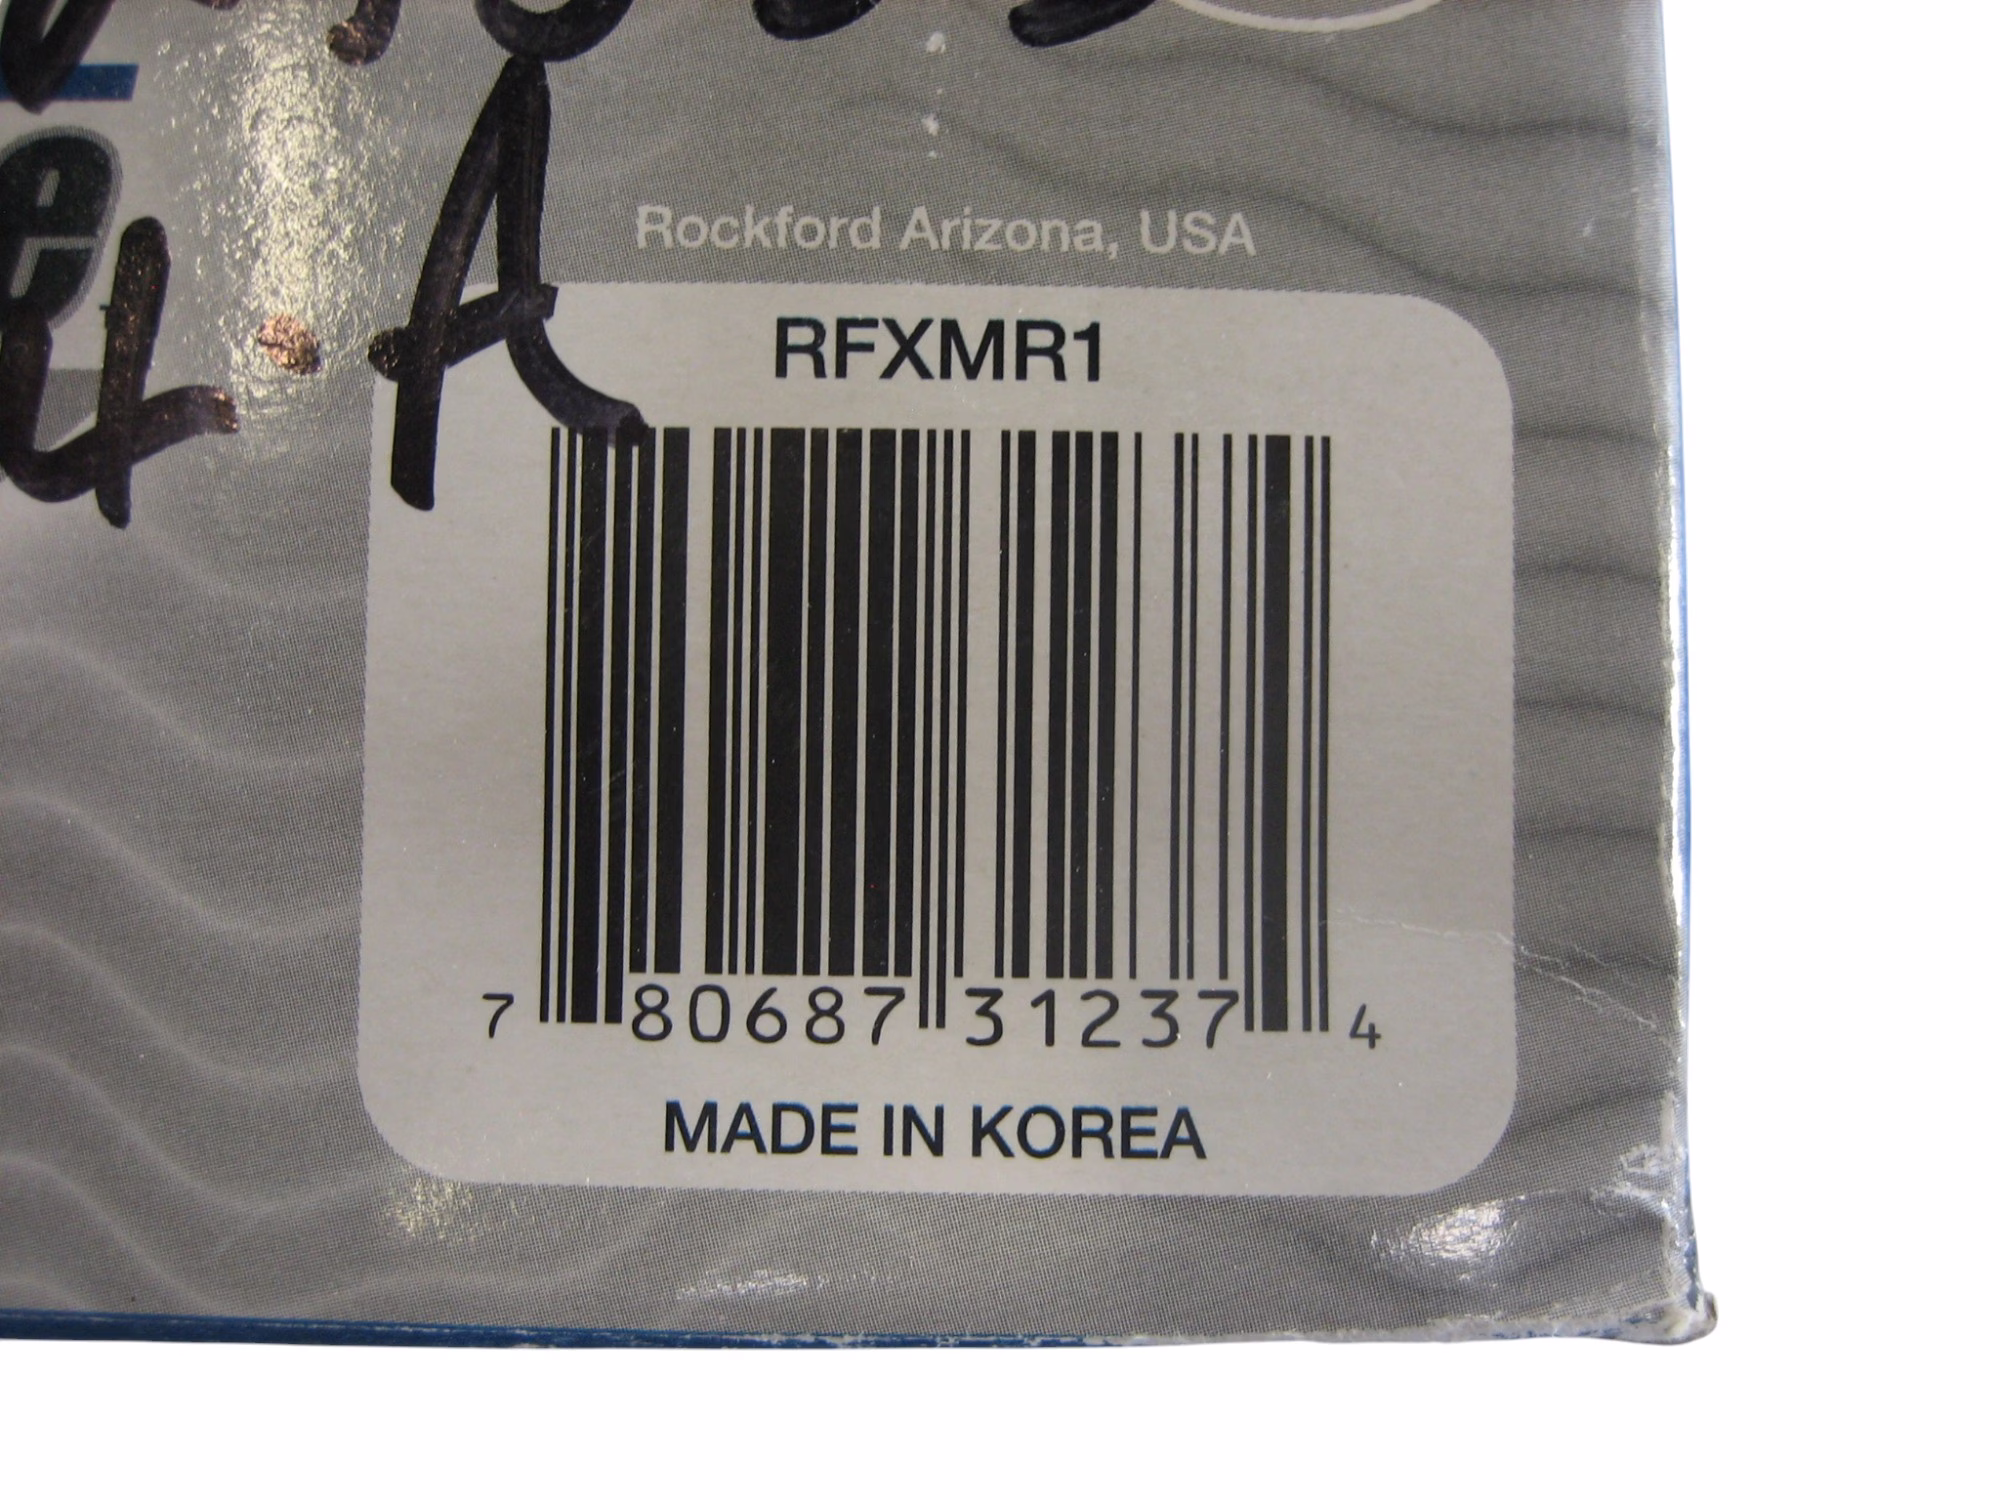 Rockford Arizona, USA
A
RFXMR1
7 80687 31237 4
MADE IN KOREA